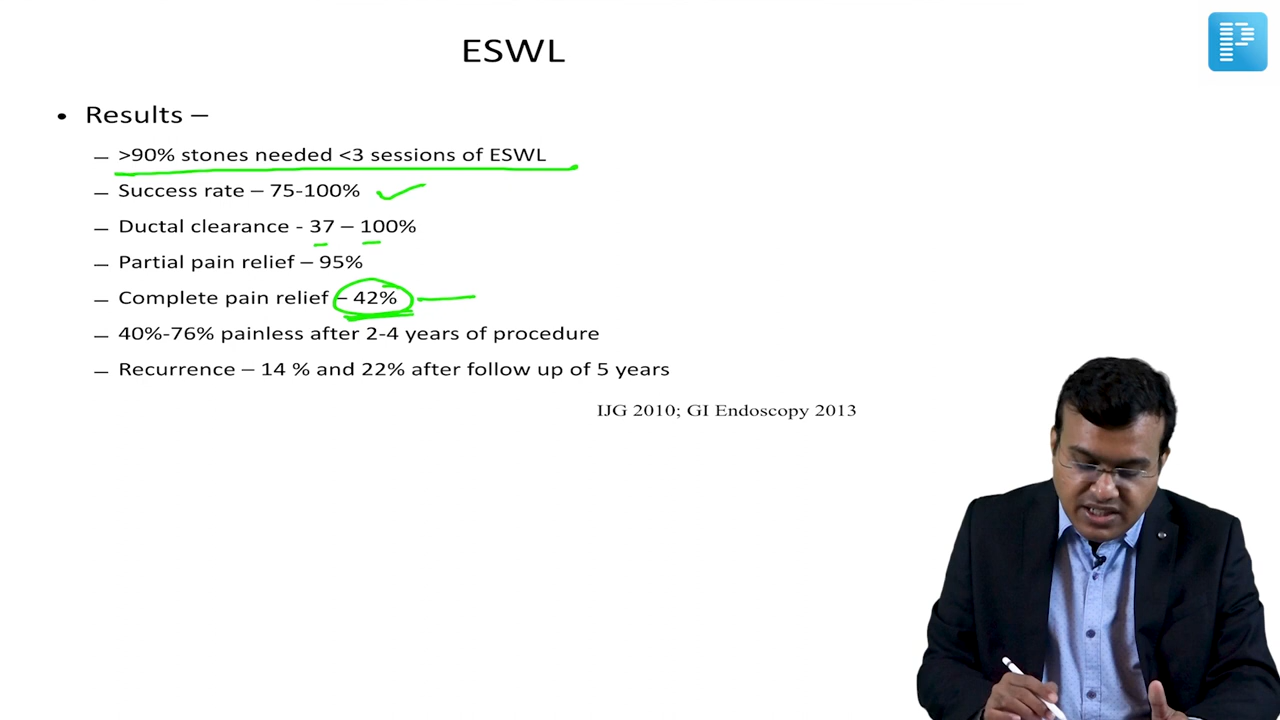 ESWL
• Results –
– >90% stones needed <3 sessions of ESWL
– Success rate – 75-100%
– Ductal clearance - 37 – 100%
– Partial pain relief – 95%
– Complete pain relief – 42%
– 40%-76% painless after 2-4 years of procedure
– Recurrence – 14 % and 22% after follow up of 5 years
IJG 2010; GI Endoscopy 2013